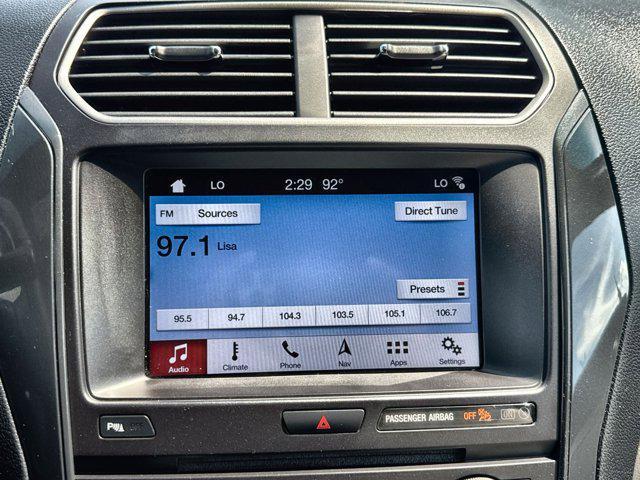 LO 2:29 92° LO
FM Sources Direct Tune
97.1 Lisa
Presets
95.5 94.7 104.3 103.5 105.1 106.7
Audio Climate Phone Nav Apps Settings
P OFF PASSENGER AIRBAG OFF ON